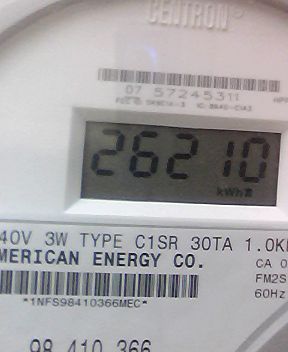 CENTRON®
07 57245311
26210
kWh
40V 3W TYPE C1SR 30TA 1.0K
MERICAN ENERGY CO.
CA 0
FM2S
60Hz
*1NFS98410366MEC*
98 410 366